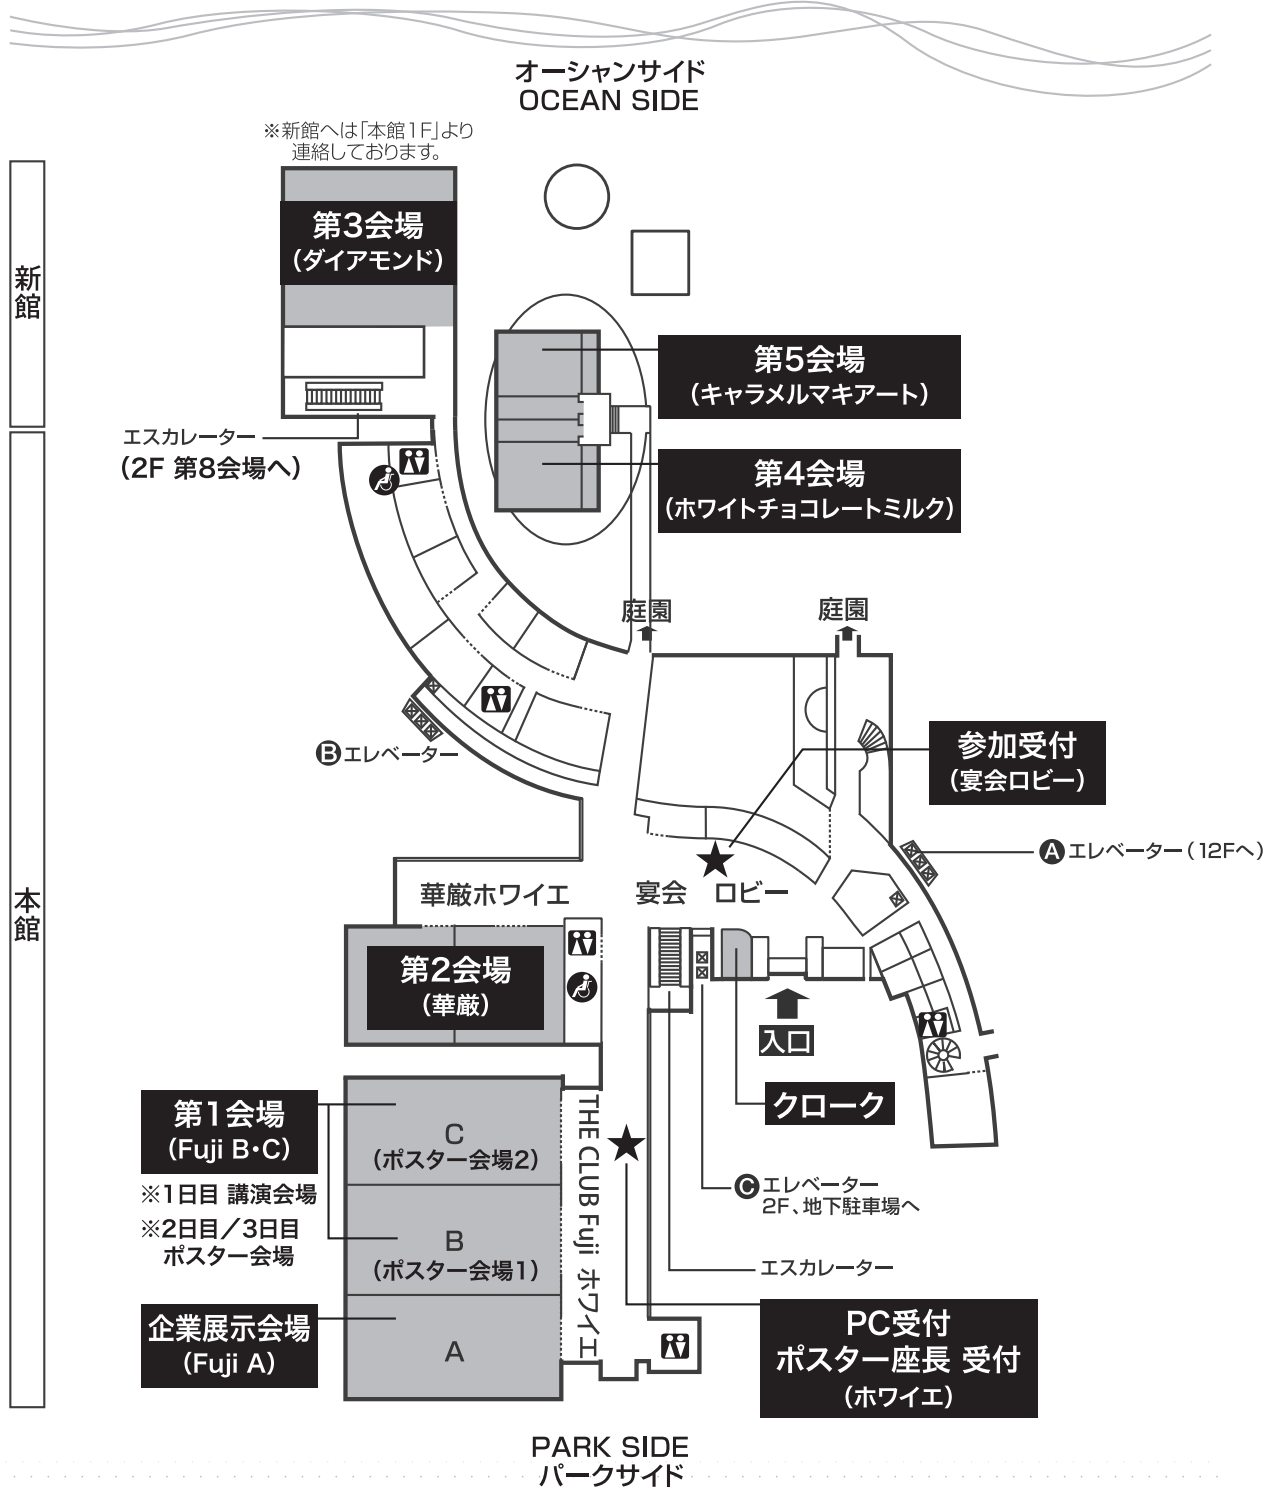 オーシャンサイド
OCEAN SIDE
※新館へは「本館1F」より
連絡しております。
新館
第3会場
（ダイアモンド）
第5会場
（キャラメルマキアート）
エスカレーター
（2F 第8会場へ）
第4会場
（ホワイトチョコレートミルク）
庭園
庭園
参加受付
（宴会ロビー）
B エレベーター
A エレベーター（12Fへ）
本館
華厳ホワイエ
宴会 ロビー
第2会場
（華厳）
入口
クローク
第1会場
（Fuji B・C）
※1日目 講演会場
※2日目／3日目
ポスター会場
C
（ポスター会場2）
B
（ポスター会場1）
THE CLUB Fuji ホワイエ
C エレベーター
2F、地下駐車場へ
エスカレーター
企業展示会場
（Fuji A）
A
PC受付
ポスター座長 受付
（ホワイエ）
PARK SIDE
パークサイド